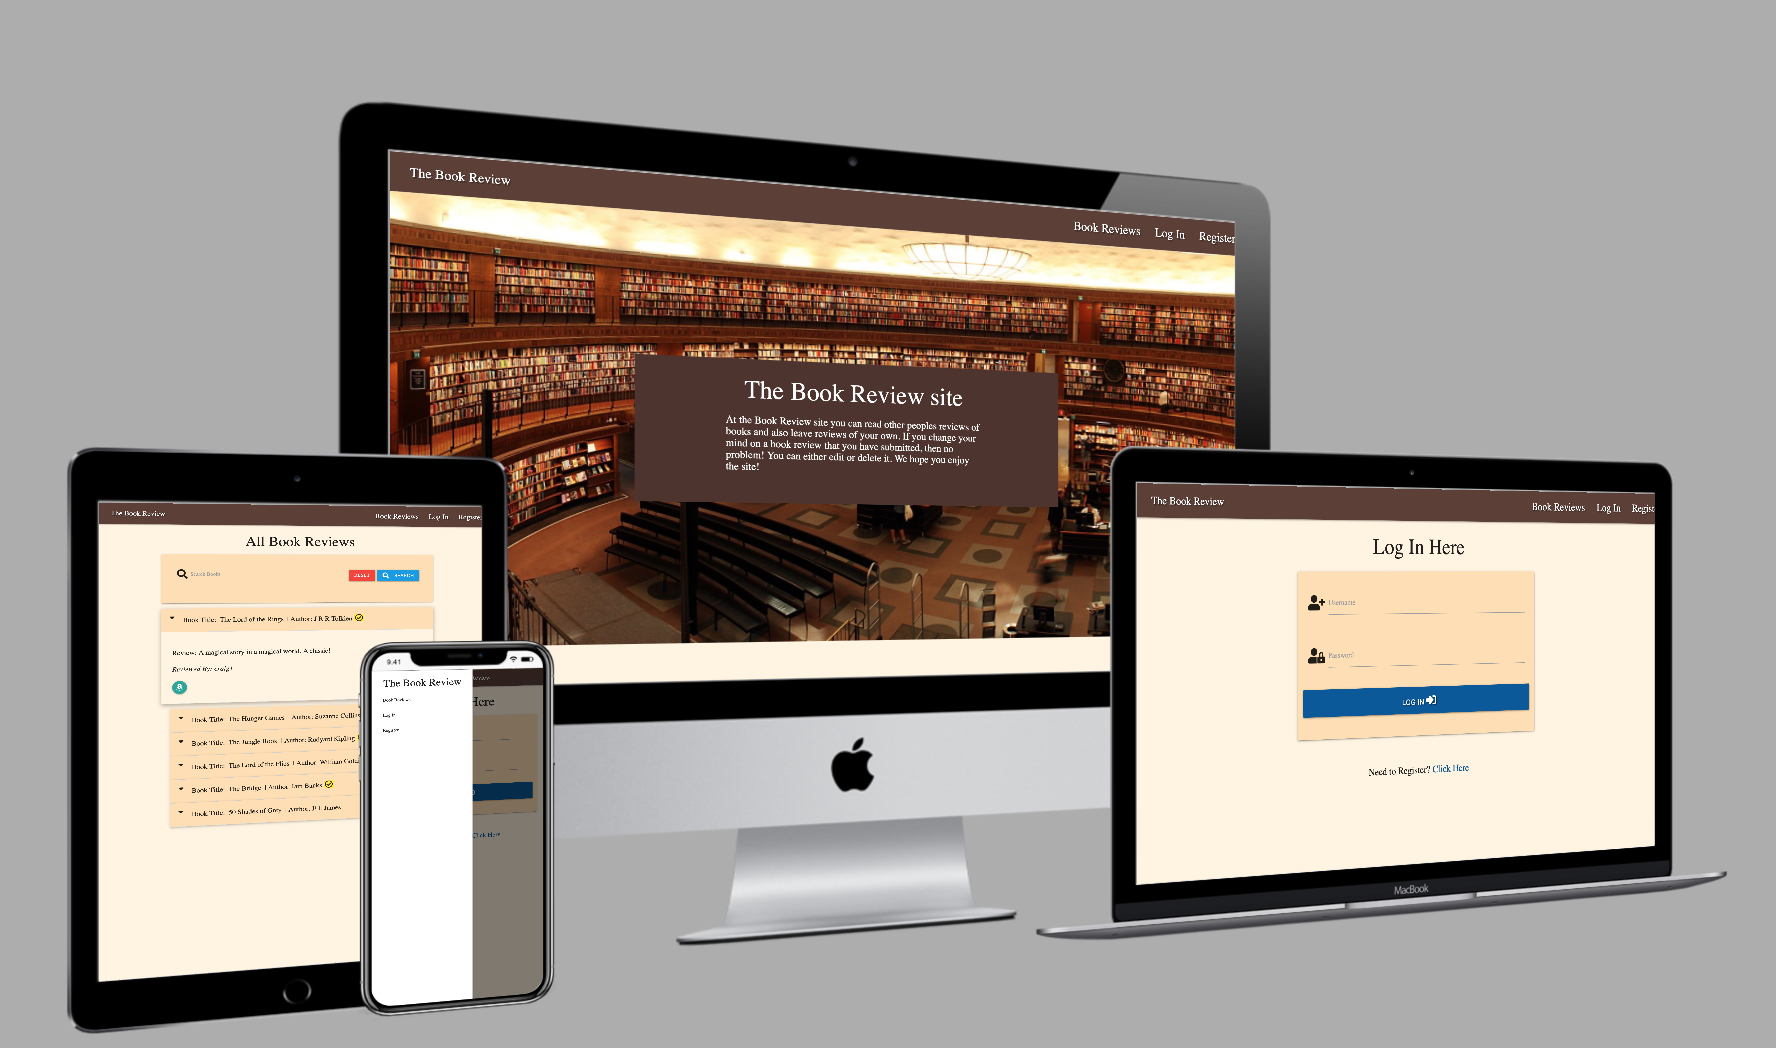 The Book Review
Book Reviews Log In Register
The Book Review site
At the Book Review site you can read other peoples reviews of
books and also leave reviews of your own. If you change your
mind on a book review that you have submitted, then no
problem! You can either edit or delete it. We hope you enjoy
the site!
The Book Review
Book Reviews Log In Register
All Book Reviews
Search Books
RESET SEARCH
Book Title: The Lord of the Rings | Author: J R R Tolkien
Review: A magical story in a magical world. A classic!
Reviewed By: craig1
Book Title: The Hunger Games | Author: Suzanne Collins
Book Title: The Jungle Book | Author: Rudyard Kipling
Book Title: The Lord of the Flies | Author: William
Book Title: The Bridge | Author: Iain Banks
Book Title: 50 Shades of Grey | Author: E L James
9:41
The Book Review
Book Reviews
Log In
Register
Here
Click Here
The Book Review
Book Reviews Log In Regist
Log In Here
Username
Password
LOG IN
Need to Register? Click Here
MacBook